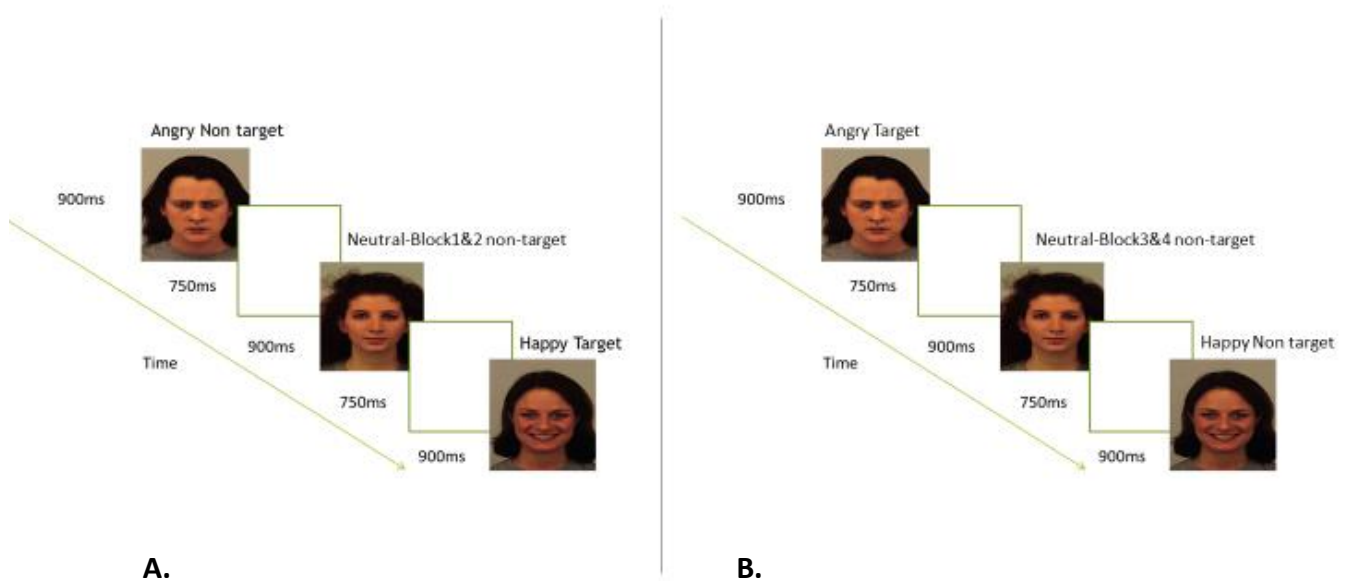 Angry Non target
900ms
Neutral-Block1&2 non-target
750ms
Happy Target
900ms
Time
750ms
900ms
A.
Angry Target
900ms
Neutral-Block3&4 non-target
750ms
Happy Non target
900ms
Time
750ms
900ms
B.